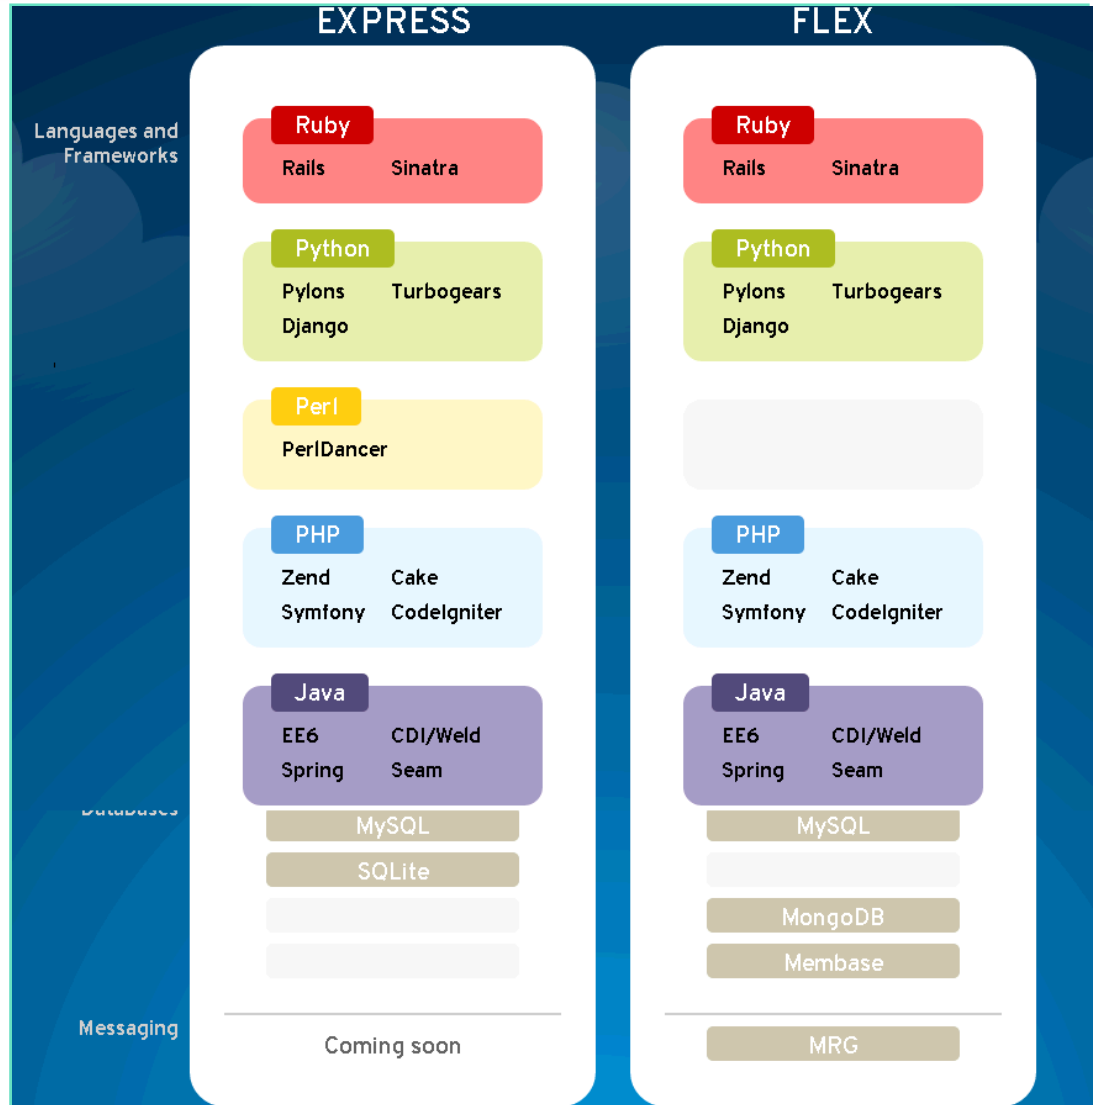 EXPRESS
FLEX
Languages and
Frameworks
Ruby
Rails Sinatra
Python
Pylons Turbogears
Django
Perl
PerlDancer
PHP
Zend Cake
Symfony CodeIgniter
Java
EE6 CDI/Weld
Spring Seam
Ruby
Rails Sinatra
Python
Pylons Turbogears
Django
PHP
Zend Cake
Symfony CodeIgniter
Java
EE6 CDI/Weld
Spring Seam
Databases
MySQL
SQLite
MySQL
MongoDB
Membase
Messaging
Coming soon
MRG